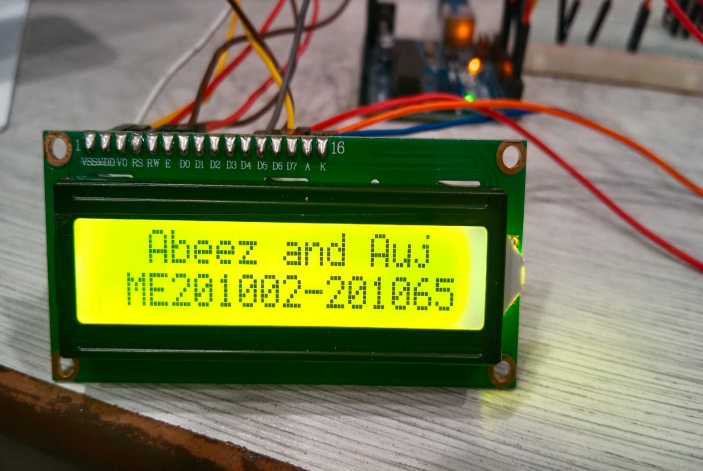 1 16
VSS VDD V0 RS RW E D0 D1 D2 D3 D4 D5 D6 D7 A K
Abeez and Awj
ME201002-201065